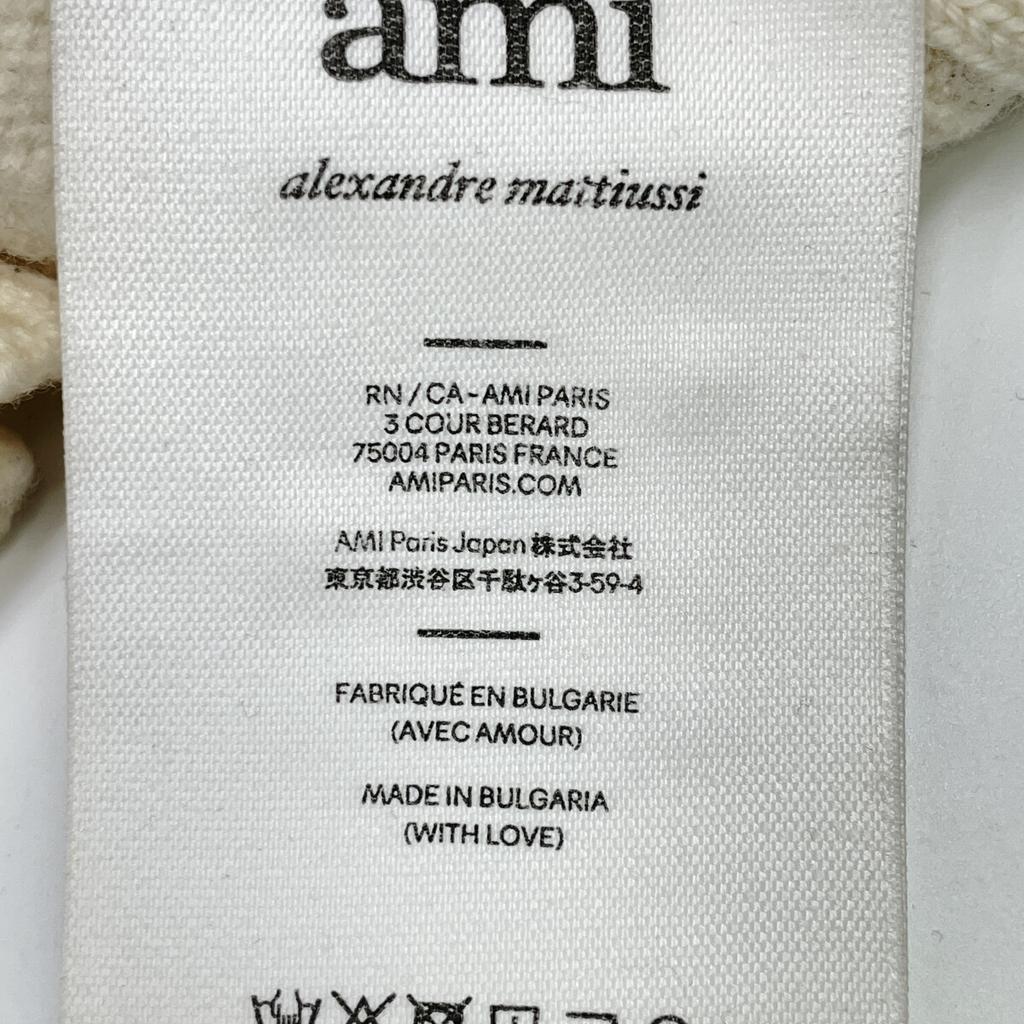 ami
alexandre mattiussi
RN / CA - AMI PARIS
3 COUR BERARD
75004 PARIS FRANCE
AMIPARIS.COM
AMI Paris Japan 株式会社
東京都渋谷区千駄ヶ谷3-59-4
FABRIQUÉ EN BULGARIE
(AVEC AMOUR)
MADE IN BULGARIA
(WITH LOVE)